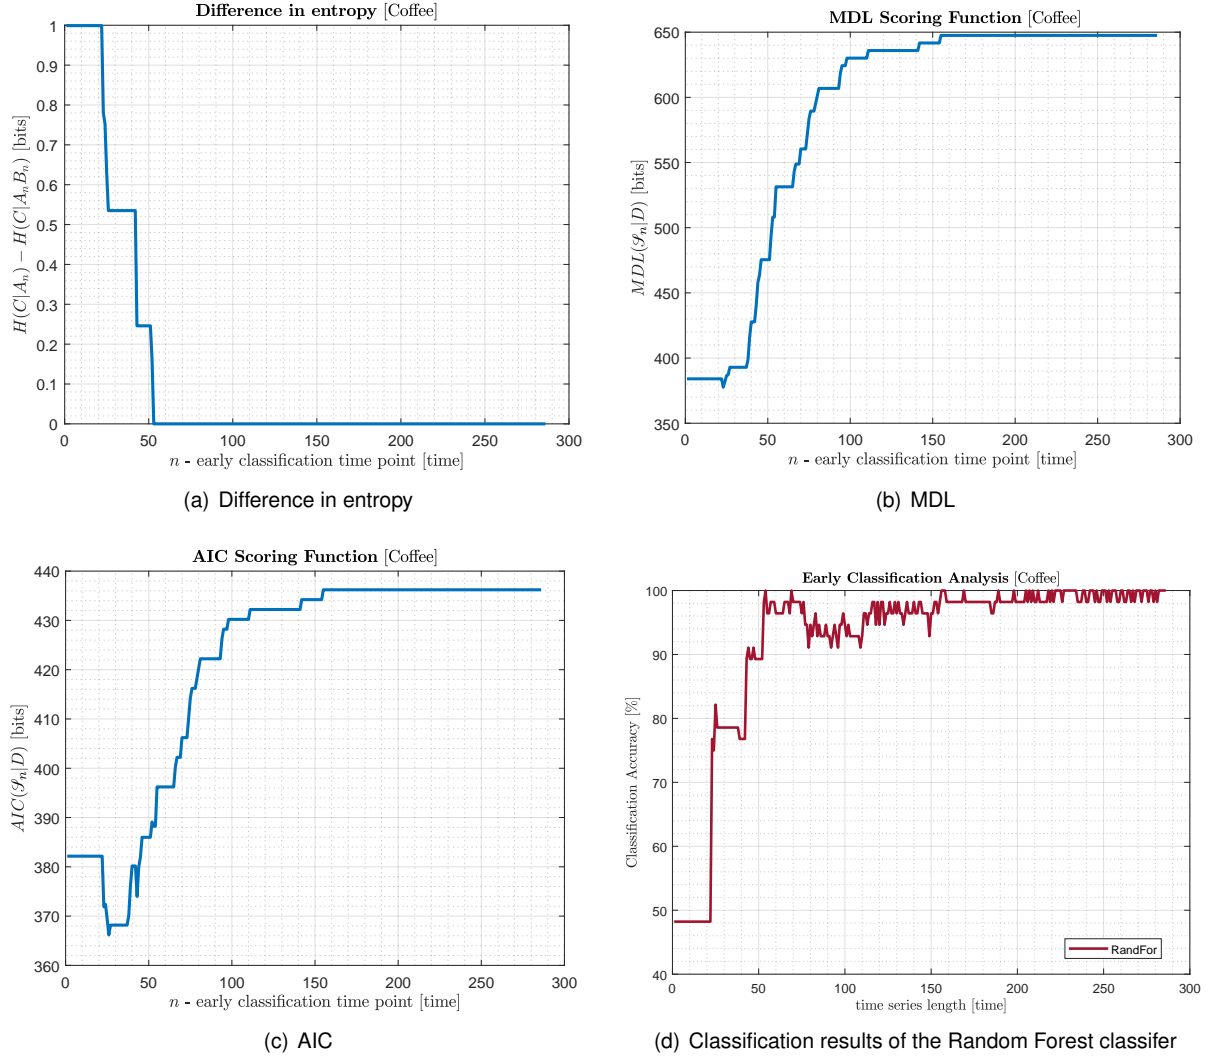 Difference in entropy [Coffee]
H(C|A_n) − H(C|A_nB_n) [bits]
1
0.9
0.8
0.7
0.6
0.5
0.4
0.3
0.2
0.1
0
0 50 100 150 200 250 300
n - early classification time point [time]
(a) Difference in entropy
MDL Scoring Function [Coffee]
MDL(𝒮_n|D) [bits]
650
600
550
500
450
400
350
0 50 100 150 200 250 300
n - early classification time point [time]
(b) MDL
AIC Scoring Function [Coffee]
AIC(𝒮_n|D) [bits]
440
430
420
410
400
390
380
370
360
0 50 100 150 200 250 300
n - early classification time point [time]
(c) AIC
Early Classification Analysis [Coffee]
Classification Accuracy [%]
100
90
80
70
60
50
40
0 50 100 150 200 250 300
RandFor
time series length [time]
(d) Classification results of the Random Forest classifer